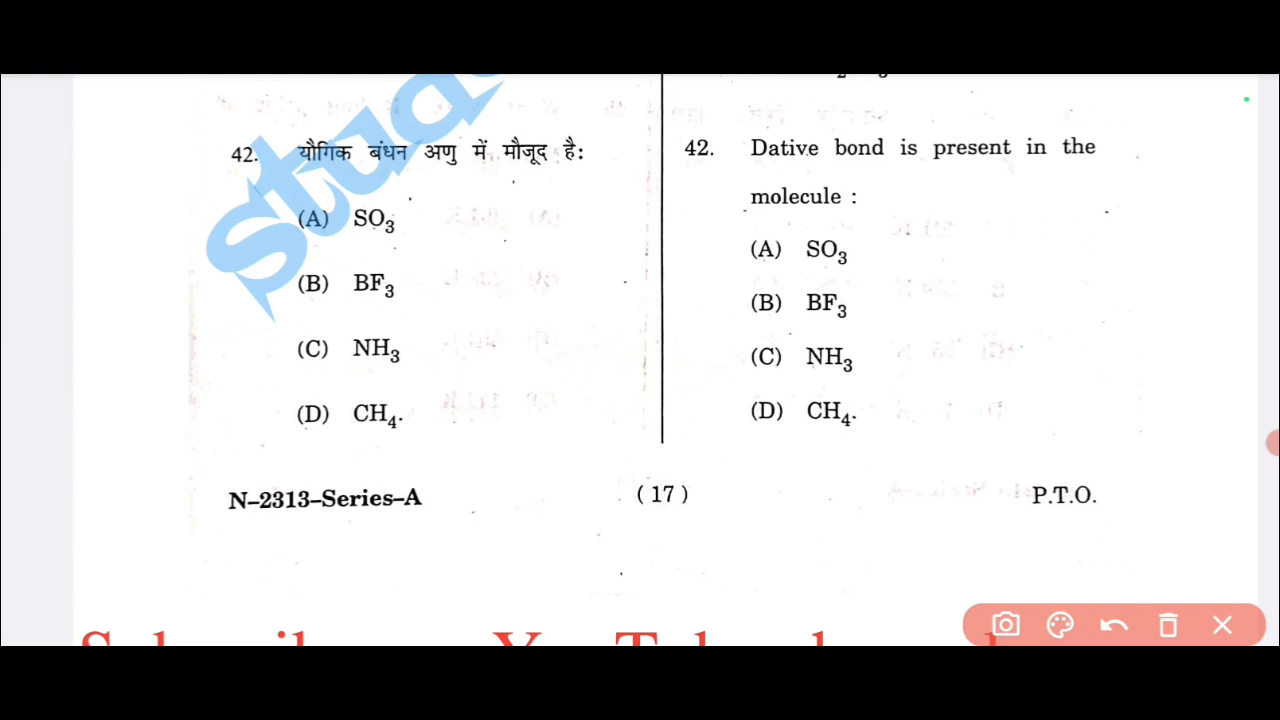 42. यौगिक बंधन अणु में मौजूद है:
(A) SO3
(B) BF3
(C) NH3
(D) CH4.
42. Dative bond is present in the
molecule :
(A) SO3
(B) BF3
(C) NH3
(D) CH4.
N–2313–Series–A
( 17 )
P.T.O.